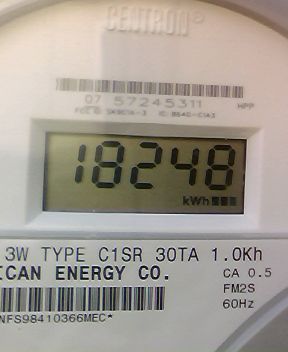 CENTRON®
07 57245311 HPP
18248
kWh
3W TYPE C1SR 30TA 1.0Kh
ICAN ENERGY CO. CA 0.5
FM2S
NFS98410366MEC* 60Hz